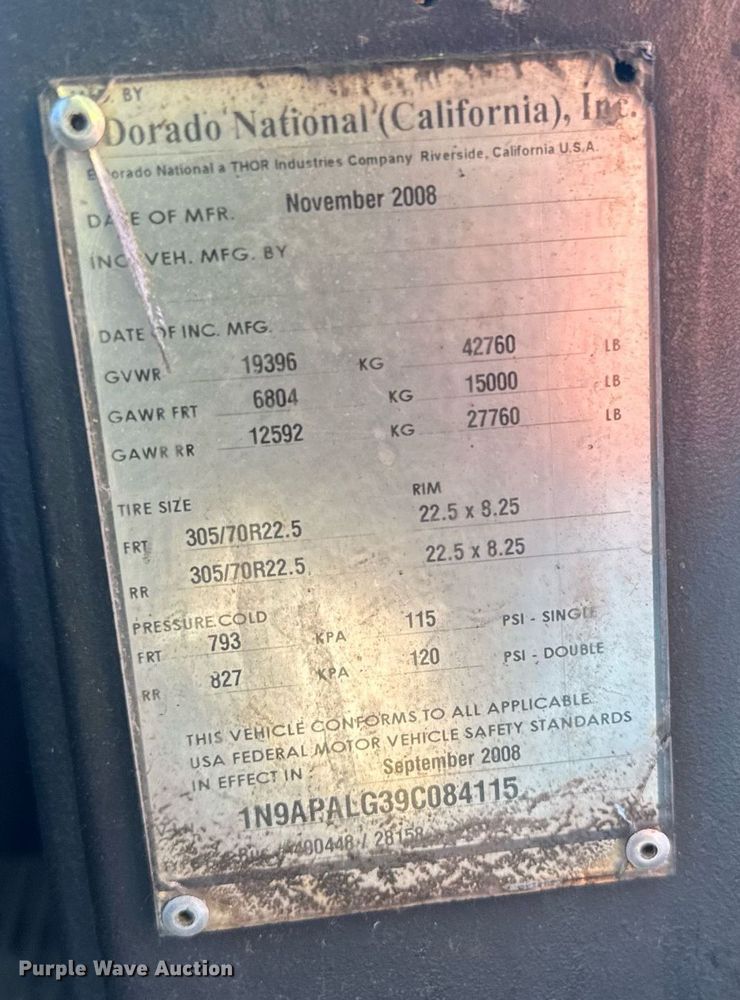 BY
Dorado National (California), Inc.
orado National a THOR Industries Company Riverside, California U.S.A.
DATE OF MFR. November 2008
INC. VEH. MFG. BY
DATE OF INC. MFG.
GVWR 19396 KG 42760 LB
GAWR FRT 6804 KG 15000 LB
GAWR RR 12592 KG 27760 LB
TIRE SIZE RIM
FRT 305/70R22.5 22.5 x 8.25
RR 305/70R22.5 22.5 x 8.25
PRESSURE COLD
FRT 793 KPA 115 PSI - SINGLE
RR 827 KPA 120 PSI - DOUBLE
THIS VEHICLE CONFORMS TO ALL APPLICABLE
USA FEDERAL MOTOR VEHICLE SAFETY STANDARDS
IN EFFECT IN : September 2008
1N9APALG39C084115
490448 / 28158
Purple Wave Auction